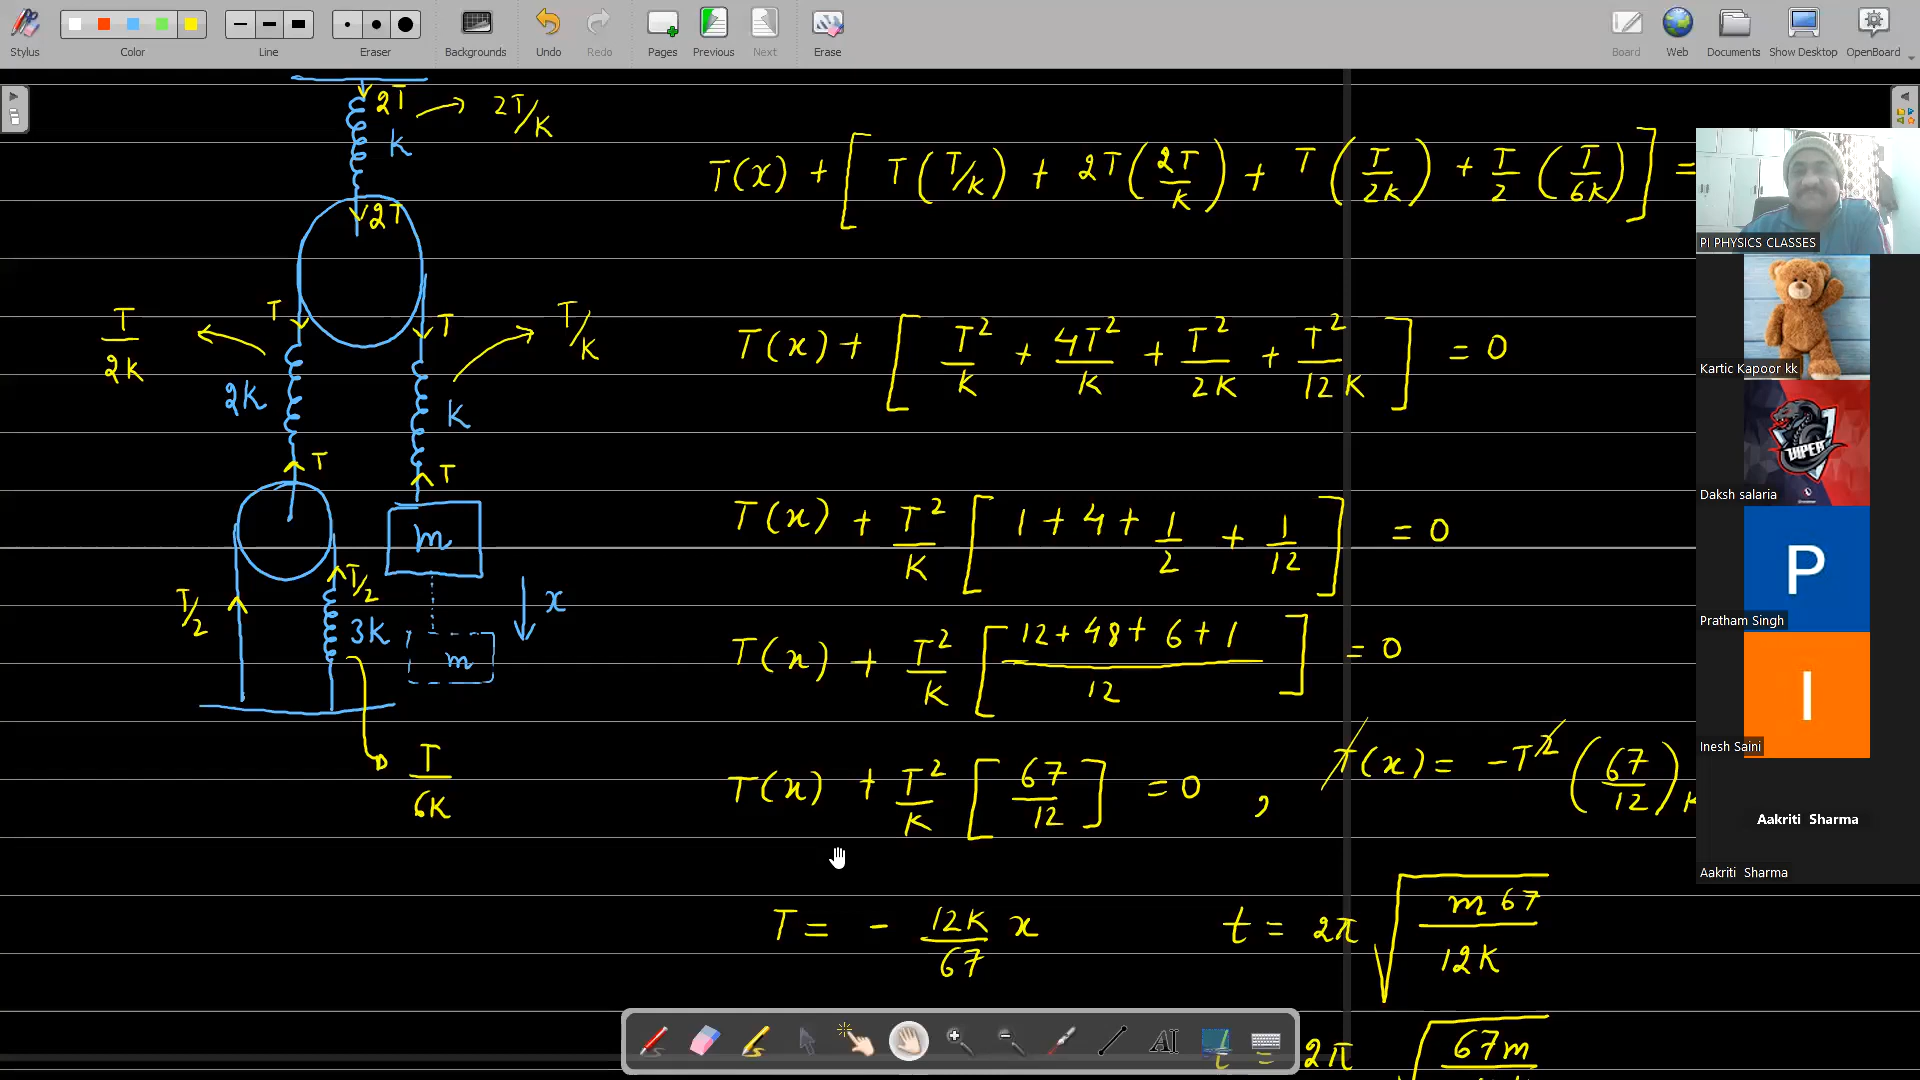 Stylus
Color
Line
Eraser
Backgrounds
Undo
Redo
Pages
Previous
Next
Erase
Board
Web
Documents
Show Desktop
OpenBoard
2T
k
2T/K
2T
T
T
T/2K
2K
T/K
K
T
T
m
T/2
T/2
3K
x
m
T/6K
T(x) + [ T(T/K) + 2T(2T/K) + T(T/2K) + T/2 (T/6K) ] =
T(x) + [ T²/K + 4T²/K + T²/2K + T²/12K ] = 0
T(x) + T²/K [ 1 + 4 + 1/2 + 1/12 ] = 0
T(x) + T²/K [ (12 + 48 + 6 + 1)/12 ] = 0
T(x) + T²/K [ 67/12 ] = 0 , T(x) = -T² (67/12) K
T = - 12K/67 x
t = 2π √(m 67/12K)
= 2π √67m
PI PHYSICS CLASSES
Kartic Kapoor kk
VIPER
Daksh salaria
P
Pratham Singh
I
Inesh Saini
Aakriti Sharma
Aakriti Sharma